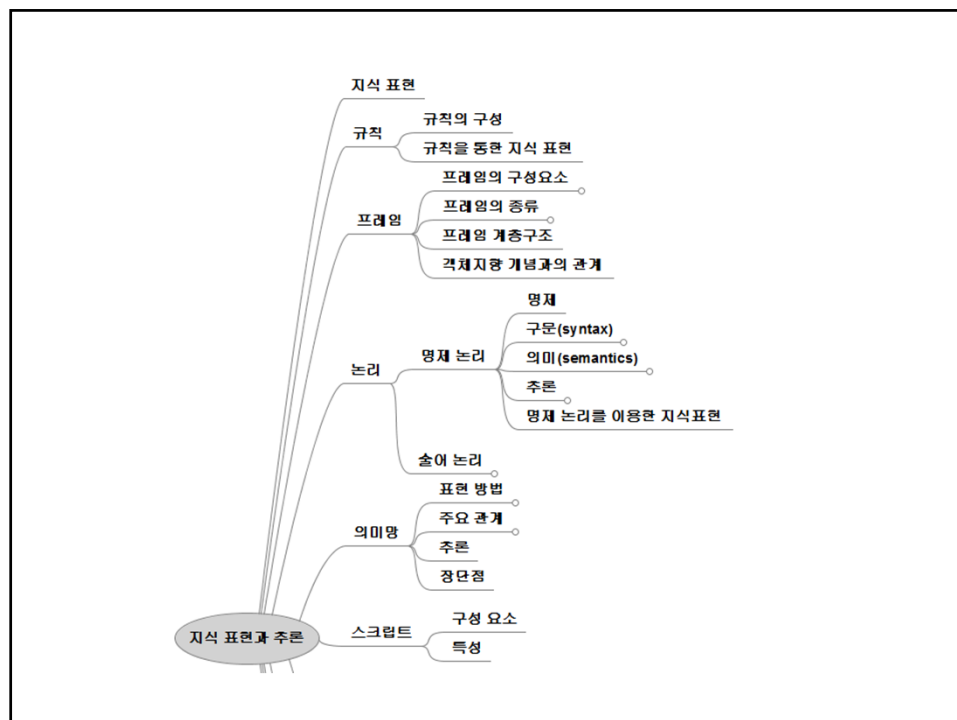 지식 표현
규칙
규칙의 구성
규칙을 통한 지식 표현
프레임
프레임의 구성요소
프레임의 종류
프레임 계층구조
객체지향 개념과의 관계
논리
명제 논리
명제
구문(syntax)
의미(semantics)
추론
명제 논리를 이용한 지식표현
술어 논리
의미망
표현 방법
주요 관계
추론
장단점
지식 표현과 추론
스크립트
구성 요소
특성